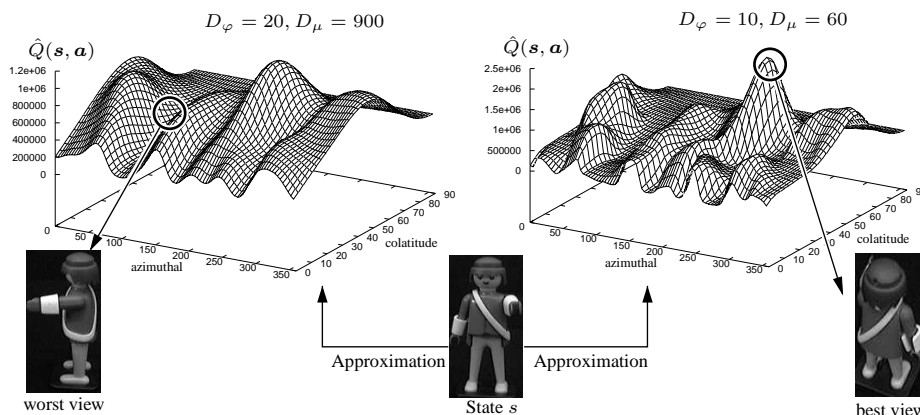 D_φ = 20, D_μ = 900
Q̂(s, a)
1.2e+06
1e+06
800000
600000
400000
200000
0
0
50
100
150
200
250
300
350
azimuthal
0
10
20
30
40
50
60
70
80
90
colatitude
worst view
D_φ = 10, D_μ = 60
Q̂(s, a)
2.5e+06
2e+06
1.5e+06
1e+06
500000
0
0
50
100
150
200
250
300
350
azimuthal
0
10
20
30
40
50
60
70
80
90
colatitude
best view
Approximation
Approximation
State s